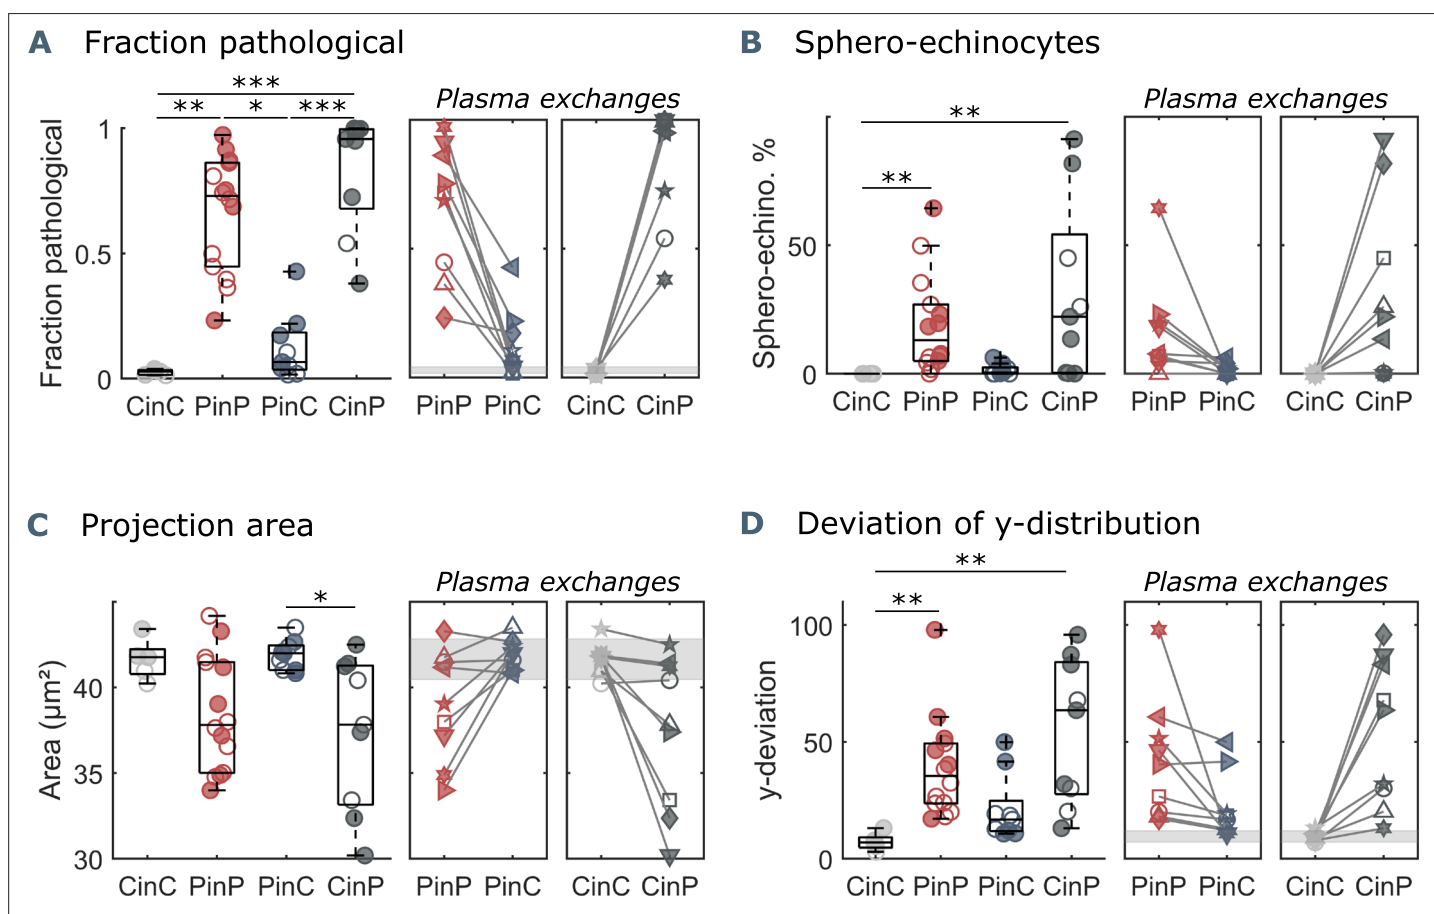 A Fraction pathological
Plasma exchanges
*** 
** * ***
Fraction pathological
1
0.5
0
CinC PinP PinC CinP
PinP PinC
CinC CinP
B Sphero-echinocytes
Plasma exchanges
**
**
Sphero-echino. %
50
0
CinC PinP PinC CinP
PinP PinC
CinC CinP
C Projection area
Plasma exchanges
*
Area (µm²)
40
35
30
CinC PinP PinC CinP
PinP PinC
CinC CinP
D Deviation of y-distribution
Plasma exchanges
**
**
y-deviation
100
50
0
CinC PinP PinC CinP
PinP PinC
CinC CinP